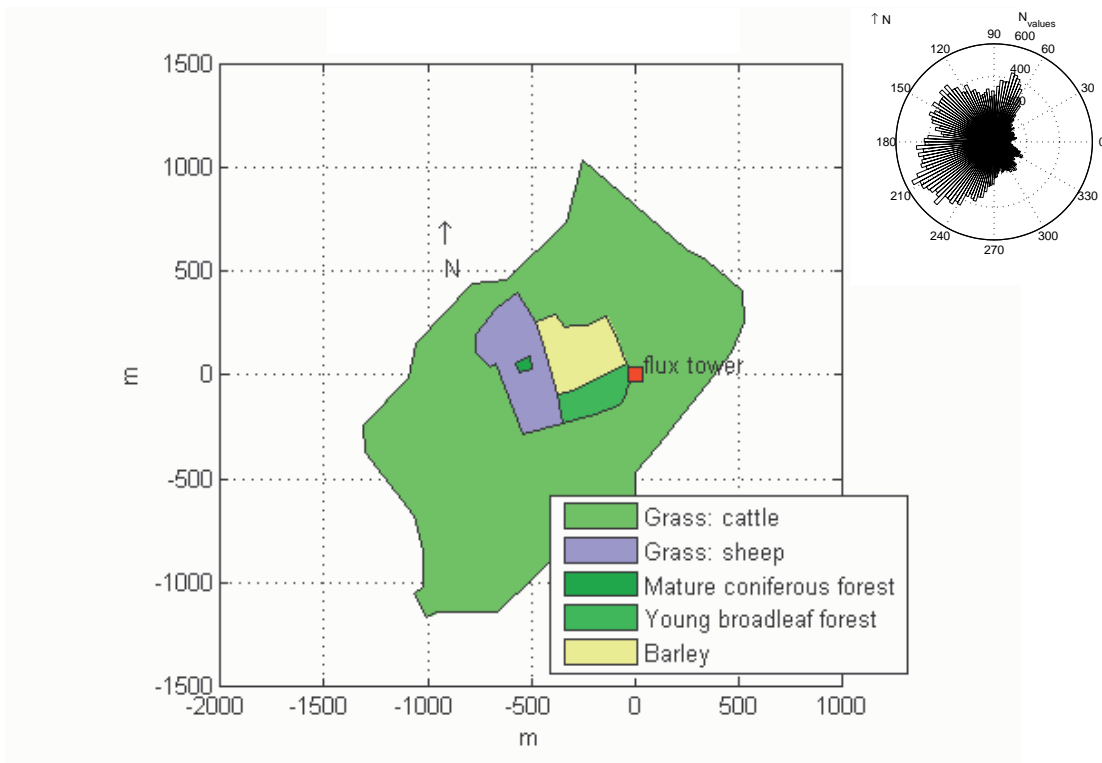 ↑ N
N values
90
600
120
60
400
150
30
180
0
210
330
240
300
270
1500
1000
500
0
-500
-1000
-1500
m
↑
N
flux tower
Grass: cattle
Grass: sheep
Mature coniferous forest
Young broadleaf forest
Barley
-2000 -1500 -1000 -500 0 500 1000
m